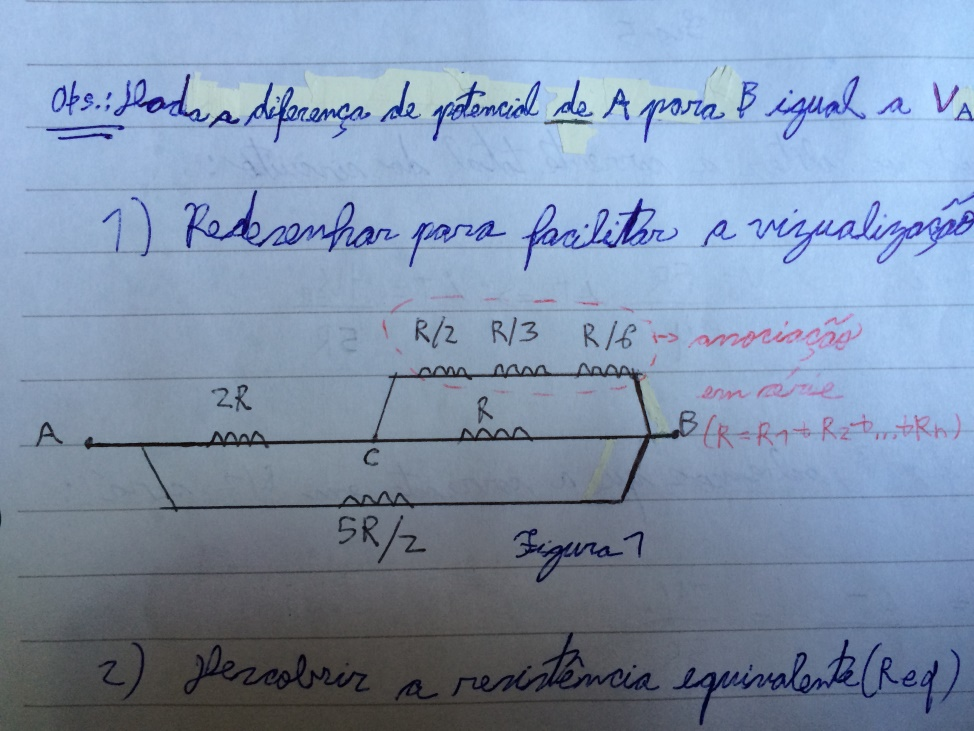 Obs.: Dada a diferença de potencial de A para B igual a VA
1) Redesenhar para facilitar a vizualização
R/2 R/3 R/6 → associação
em série
(R=R1+R2+...+Rn)
2R
R
A
B
C
5R/2
Figura 1
2) Descobrir a resistência equivalente (Req)